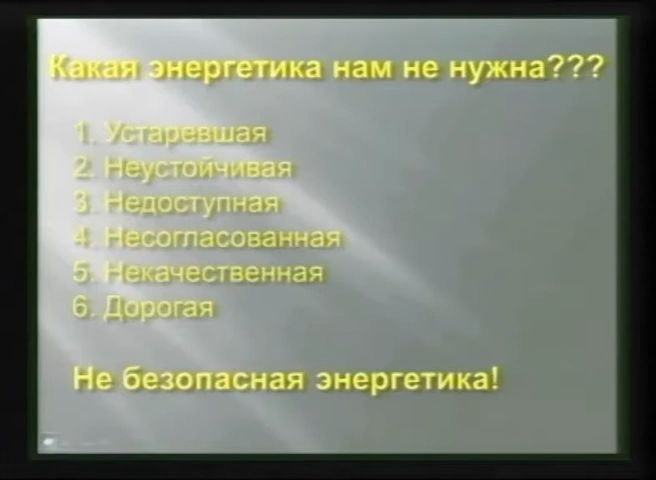 Какая энергетика нам не нужна???
1. Устаревшая
2. Неустойчивая
3. Недоступная
4. Несогласованная
5. Некачественная
6. Дорогая
Не безопасная энергетика!